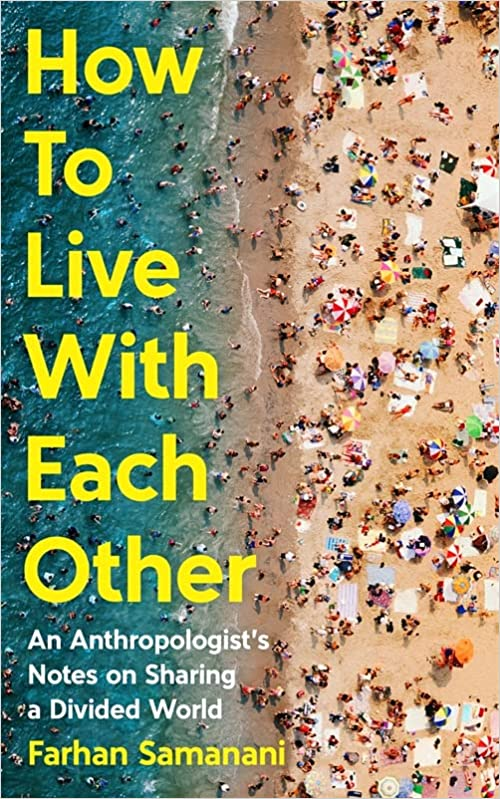 How
To
Live
With
Each
Other
An Anthropologist's
Notes on Sharing
a Divided World
Farhan Samanani